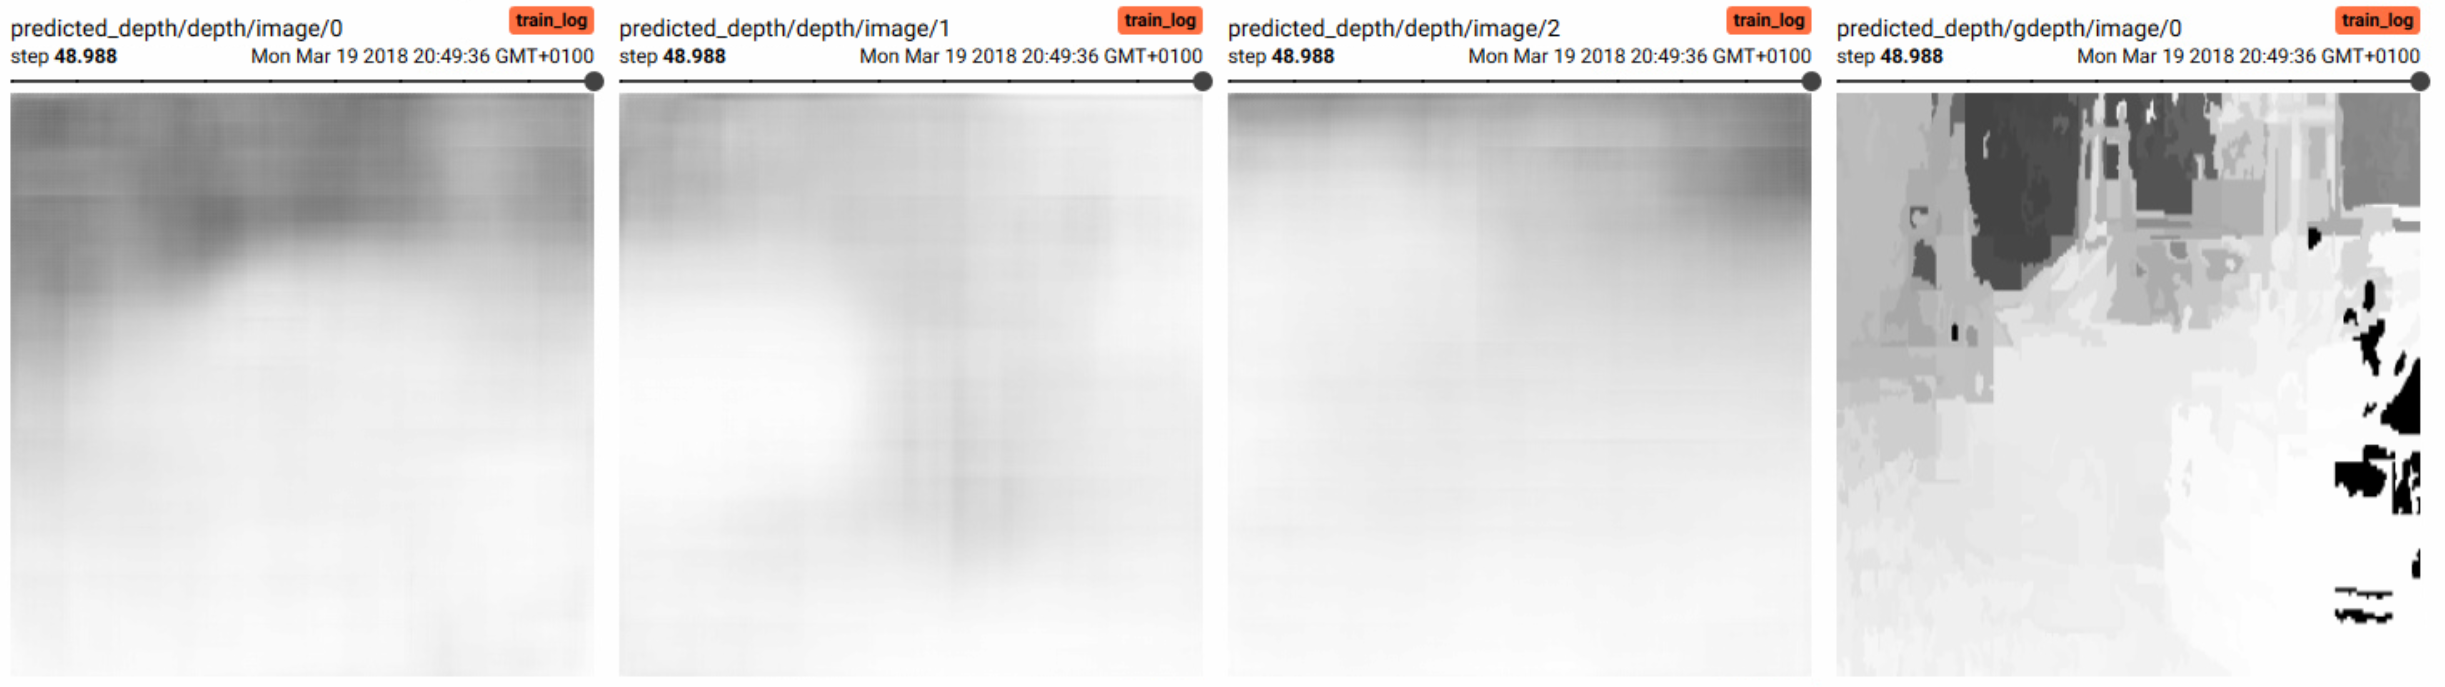 predicted_depth/depth/image/0 train_log
step 48.988 Mon Mar 19 2018 20:49:36 GMT+0100
predicted_depth/depth/image/1 train_log
step 48.988 Mon Mar 19 2018 20:49:36 GMT+0100
predicted_depth/depth/image/2 train_log
step 48.988 Mon Mar 19 2018 20:49:36 GMT+0100
predicted_depth/gdepth/image/0 train_log
step 48.988 Mon Mar 19 2018 20:49:36 GMT+0100